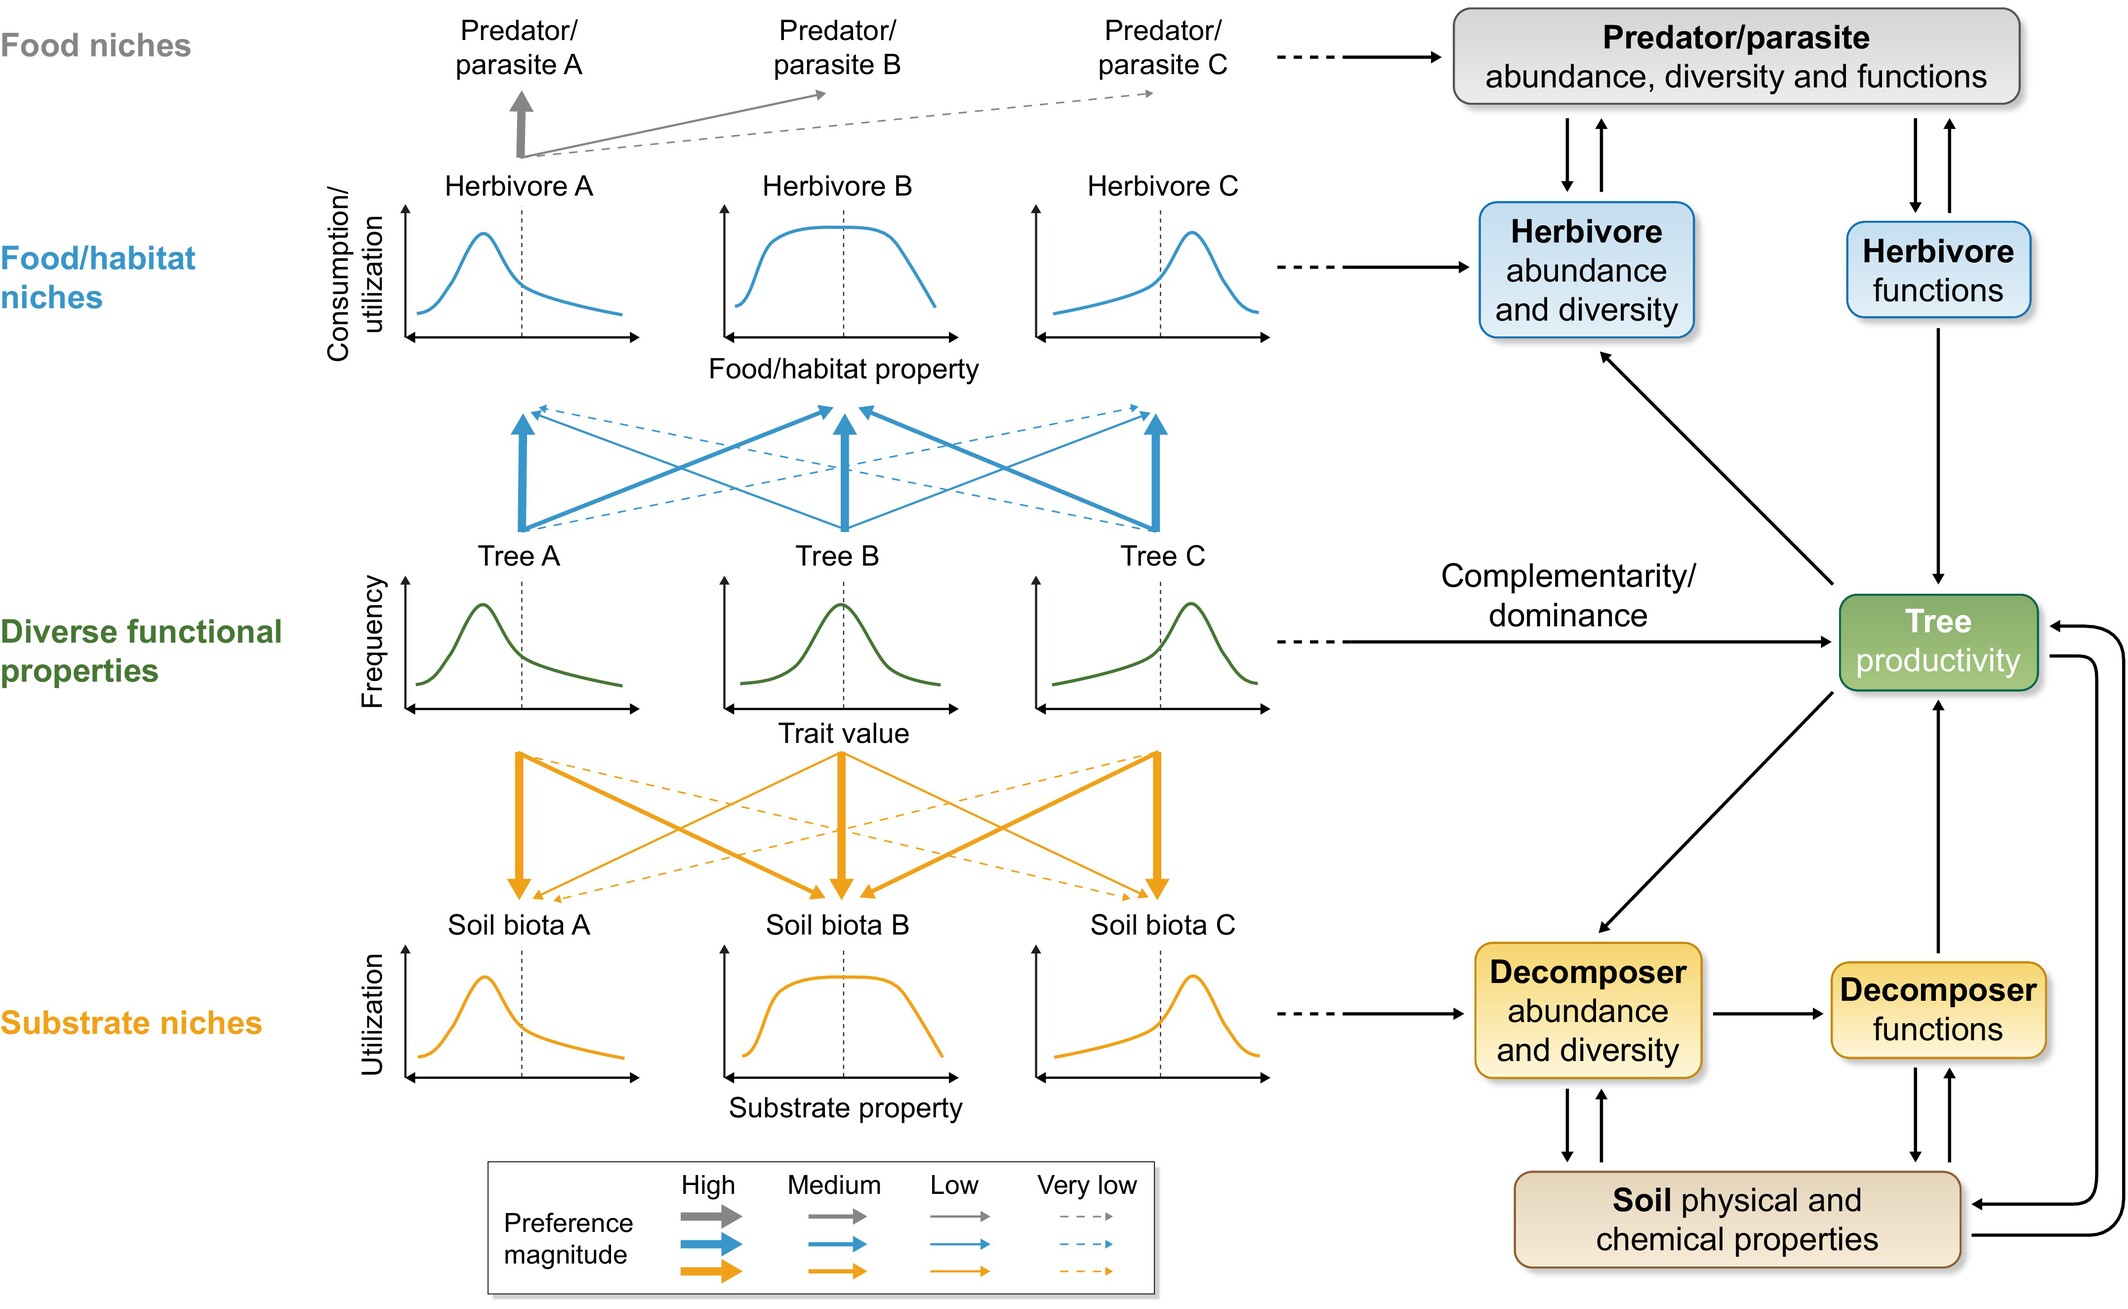 Food niches
Predator/
parasite A
Predator/
parasite B
Predator/
parasite C
Predator/parasite
abundance, diversity and functions
Food/habitat
niches
Consumption/
utilization
Herbivore A
Herbivore B
Herbivore C
Food/habitat property
Herbivore
abundance
and diversity
Herbivore
functions
Diverse functional
properties
Frequency
Tree A
Tree B
Tree C
Trait value
Complementarity/
dominance
Tree
productivity
Substrate niches
Utilization
Soil biota A
Soil biota B
Soil biota C
Substrate property
Decomposer
abundance
and diversity
Decomposer
functions
Soil physical and
chemical properties
Preference
magnitude
High
Medium
Low
Very low